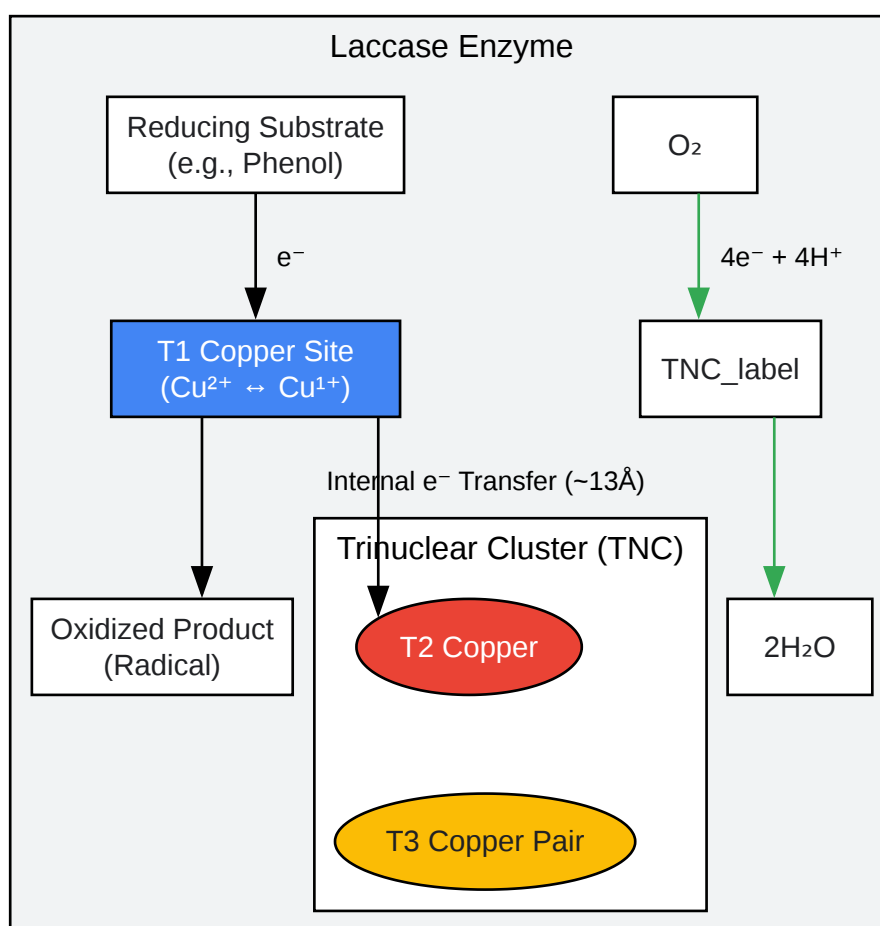 Laccase Enzyme
Reducing Substrate
(e.g., Phenol)
O₂
e⁻
4e⁻ + 4H⁺
T1 Copper Site
(Cu²⁺ ↔ Cu¹⁺)
TNC_label
Internal e⁻ Transfer (~13Å)
Trinuclear Cluster (TNC)
Oxidized Product
(Radical)
T2 Copper
2H₂O
T3 Copper Pair